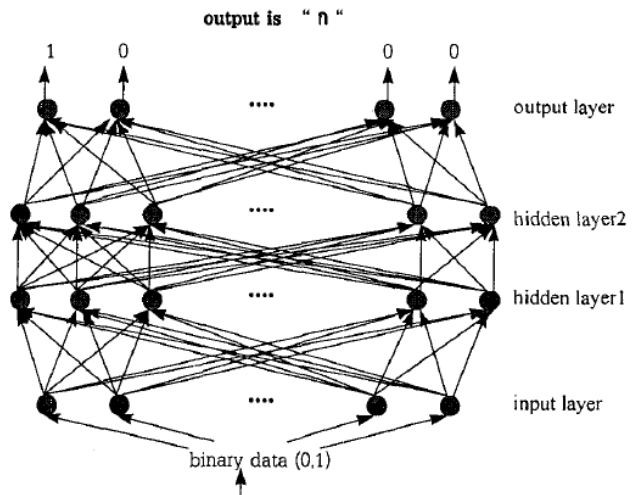 output is “ ก “
1 0 0 0
.... output layer
.... hidden layer2
.... hidden layer1
.... input layer
binary data (0,1)